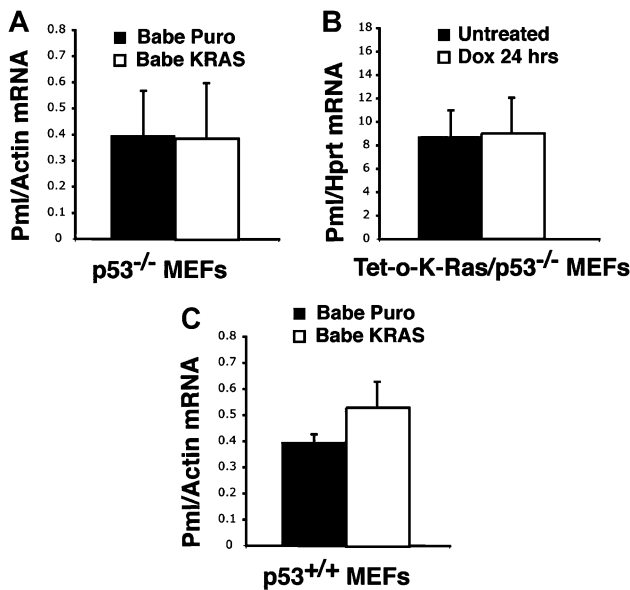 A
Babe Puro
Babe KRAS
Pml/Actin mRNA
0.8
0.7
0.6
0.5
0.4
0.3
0.2
0.1
0
p53-/- MEFs
B
Untreated
Dox 24 hrs
Pml/Hprt mRNA
18
16
14
12
10
8
6
4
2
0
Tet-o-K-Ras/p53-/- MEFs
C
Babe Puro
Babe KRAS
Pml/Actin mRNA
0.8
0.7
0.6
0.5
0.4
0.3
0.2
0.1
0
p53+/+ MEFs